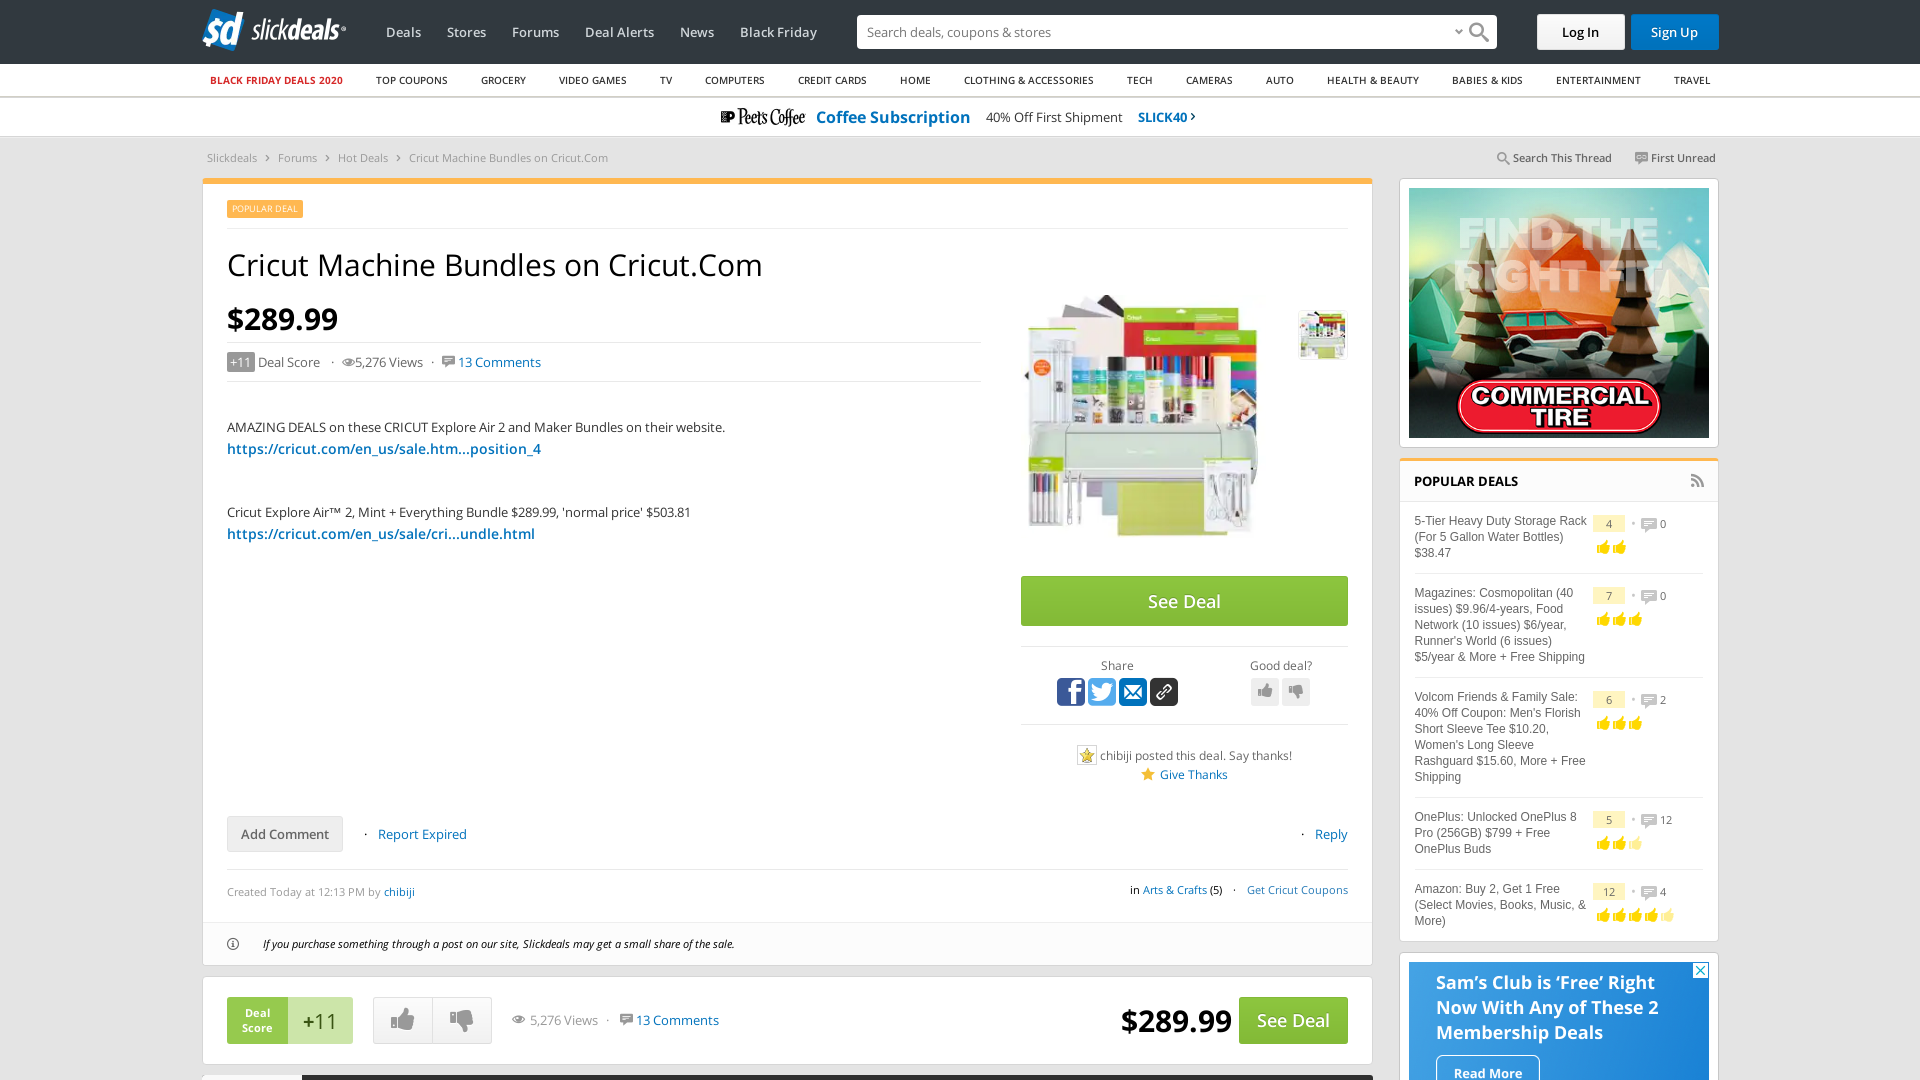 slickdeals
Deals
Stores
Forums
Deal Alerts
News
Black Friday
Search deals, coupons & shops
Log In
Sign Up
BLACK FRIDAY DEALS 2020
TOP COUPONS
GROCERY
VIDEO GAMES
TV
COMPUTERS
CREDIT CARDS
HOME
CLOTHING & ACCESSORIES
TECH
CAMERAS
AUTO
HEALTH & BEAUTY
BABIES & KIDS
ENTERTAINMENT
TRAVEL
Peet's Coffee Coffee Subscription 40% Off First Shipment SLICK40
Slickdeals › Forums › Hot Deals › Cricut Machine Bundles on Cricut.Com
Search This Thread
First Unread
POPULAR DEAL
Cricut Machine Bundles on Cricut.Com
$289.99
+11 Deal Score · 5,276 Views · 13 Comments
AMAZING DEALS on these CRICUT Explore Air 2 and Maker Bundles on their website.
https://cricut.com/en_us/sale.htm...position_4
Cricut Explore Air™ 2, Mint + Everything Bundle $289.99, 'normal price' $503.81
https://cricut.com/en_us/sale/cri...undle.html
See Deal
Share
Good deal?
chibiji posted this deal. Say thanks!
Give Thanks
Add Comment · Report Expired
· Reply
Created Today at 12:13 PM by chibiji
in Arts & Crafts (5) · Get Cricut Coupons
If you purchase something through a post on our site, Slickdeals may get a small share of the sale.
Deal
Score
+11
5,276 Views · 13 Comments
$289.99
See Deal
FIND THE
RIGHT FIT
COMMERCIAL
TIRE
POPULAR DEALS
5-Tier Heavy Duty Storage Rack
(For 5 Gallon Water Bottles)
$38.47
4 · 0
Magazines: Cosmopolitan (40
issues) $9.96/4-years, Food
Network (10 issues) $6/year,
Runner's World (6 issues)
$5/year & More + Free Shipping
7 · 0
Volcom Friends & Family Sale:
40% Off Coupon: Men's Florish
Short Sleeve Tee $10.20,
Women's Long Sleeve
Rashguard $15.60, More + Free
Shipping
6 · 2
OnePlus: Unlocked OnePlus 8
Pro (256GB) $799 + Free
OnePlus Buds
5 · 12
Amazon: Buy 2, Get 1 Free
(Select Movies, Books, Music, &
More)
12 · 4
Sam's Club is 'Free' Right
Now With Any of These 2
Membership Deals
Read More